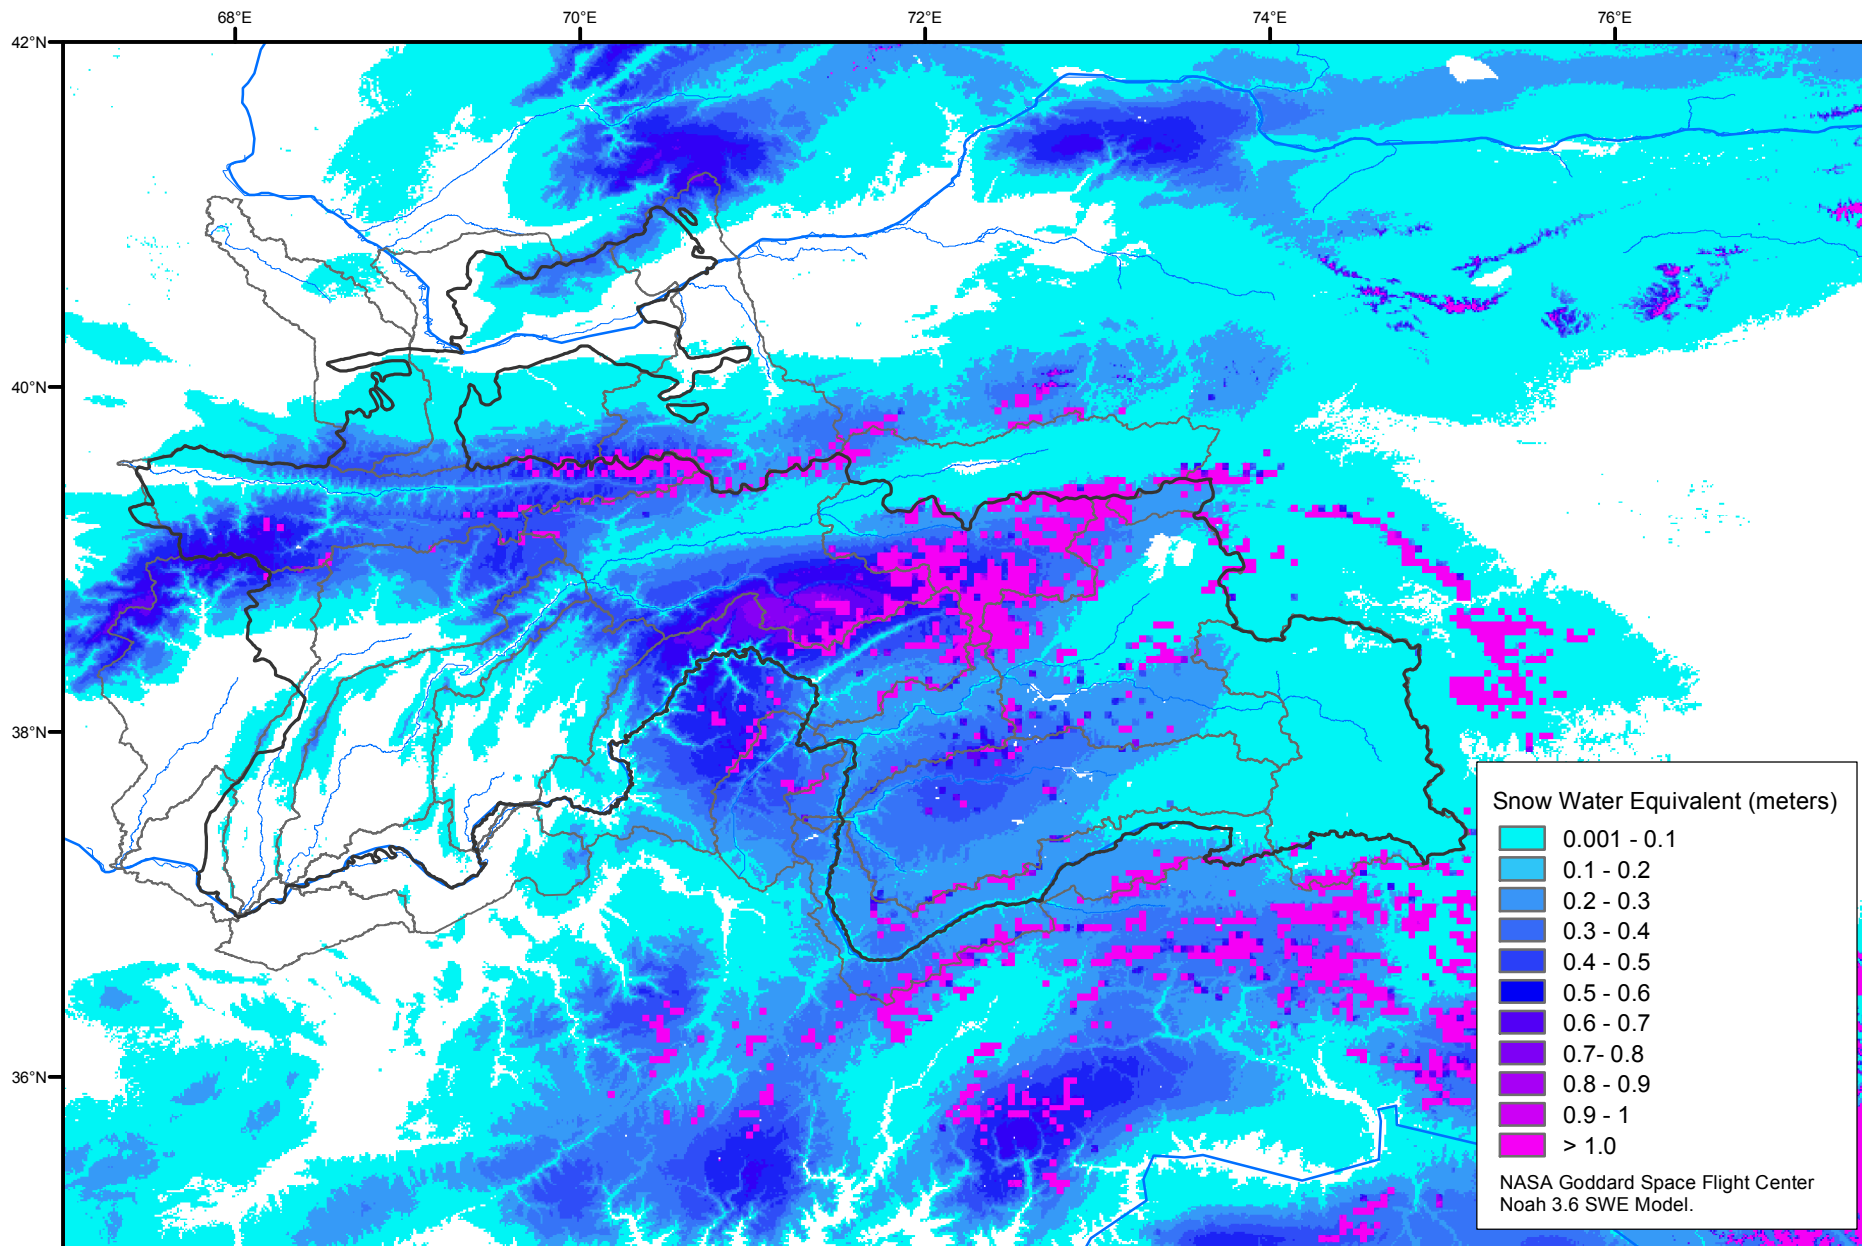 68°E
70°E
72°E
74°E
76°E
42°N
40°N
38°N
36°N
Snow Water Equivalent (meters)
0.001 - 0.1
0.1 - 0.2
0.2 - 0.3
0.3 - 0.4
0.4 - 0.5
0.5 - 0.6
0.6 - 0.7
0.7- 0.8
0.8 - 0.9
0.9 - 1
> 1.0
NASA Goddard Space Flight Center
Noah 3.6 SWE Model.